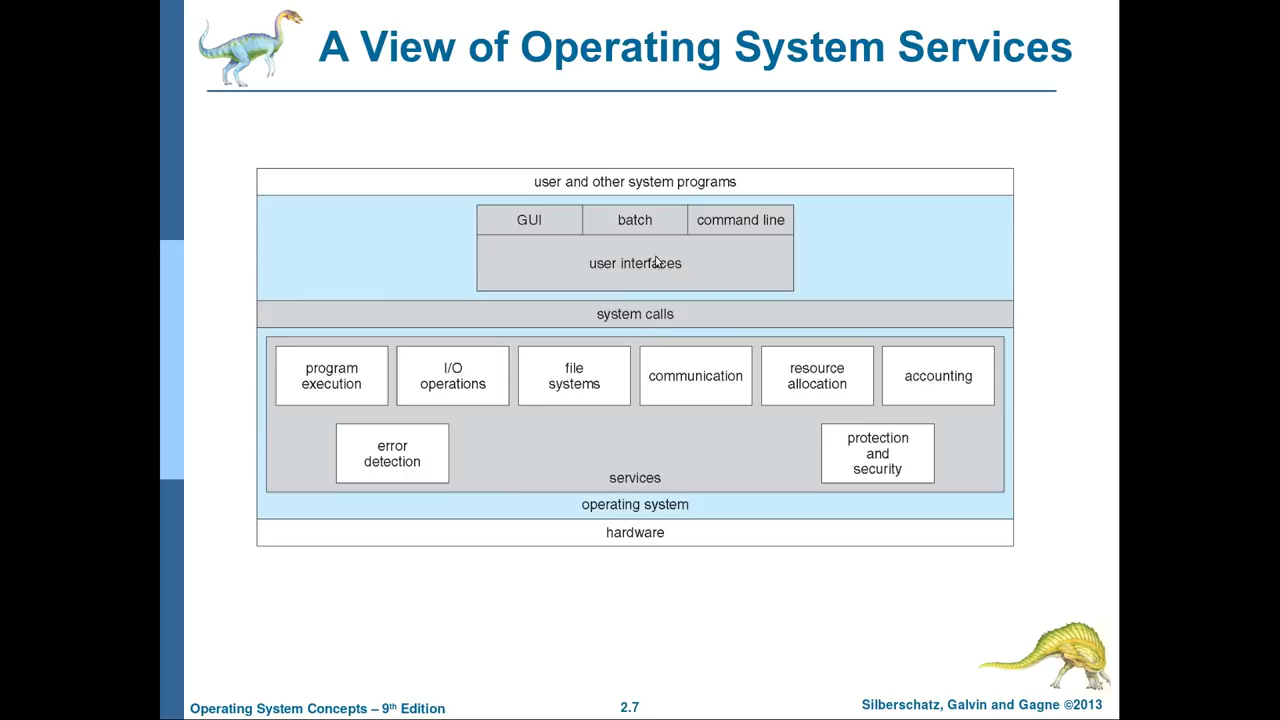 A View of Operating System Services
user and other system programs
GUI
batch
command line
user interfaces
system calls
program
execution
I/O
operations
file
systems
communication
resource
allocation
accounting
error
detection
protection
and
security
services
operating system
hardware
Operating System Concepts – 9th Edition
2.7
Silberschatz, Galvin and Gagne ©2013